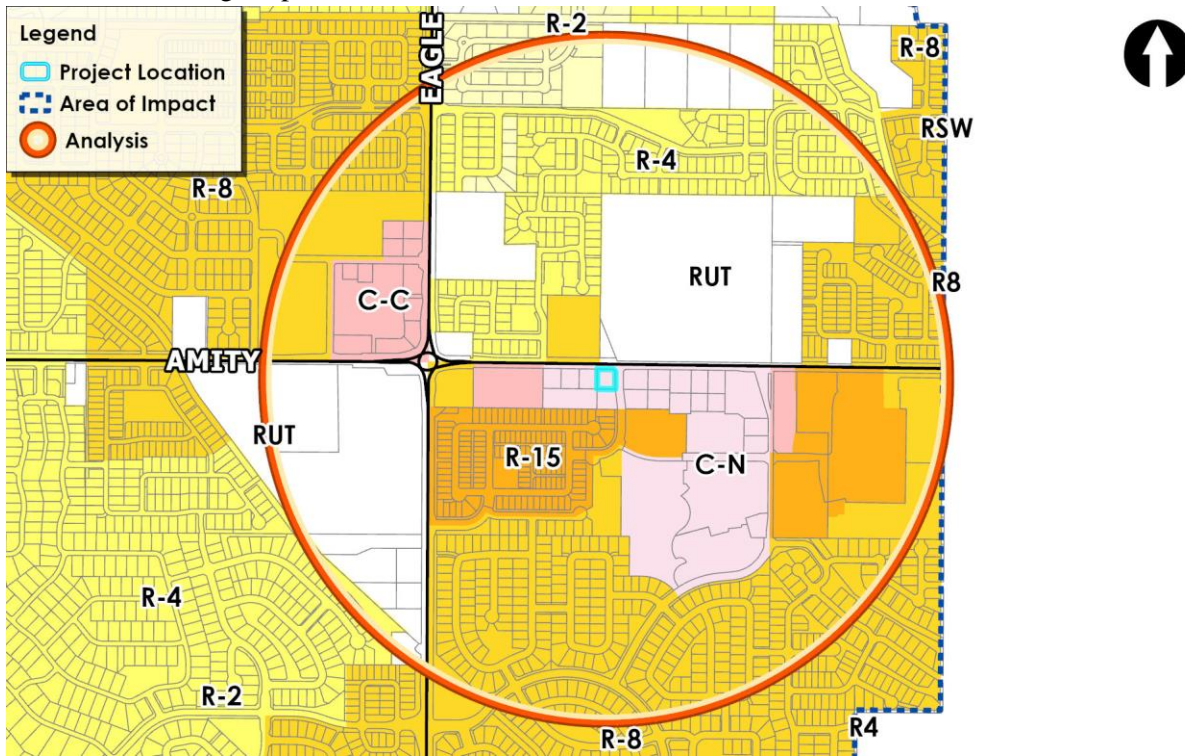 Legend
Project Location
Area of Impact
Analysis
EAGLE
R-2
R-8
RSW
R-4
R-8
RUT
R8
C-C
AMITY
RUT
R-15
C-N
R-4
R-2
R-8
R4